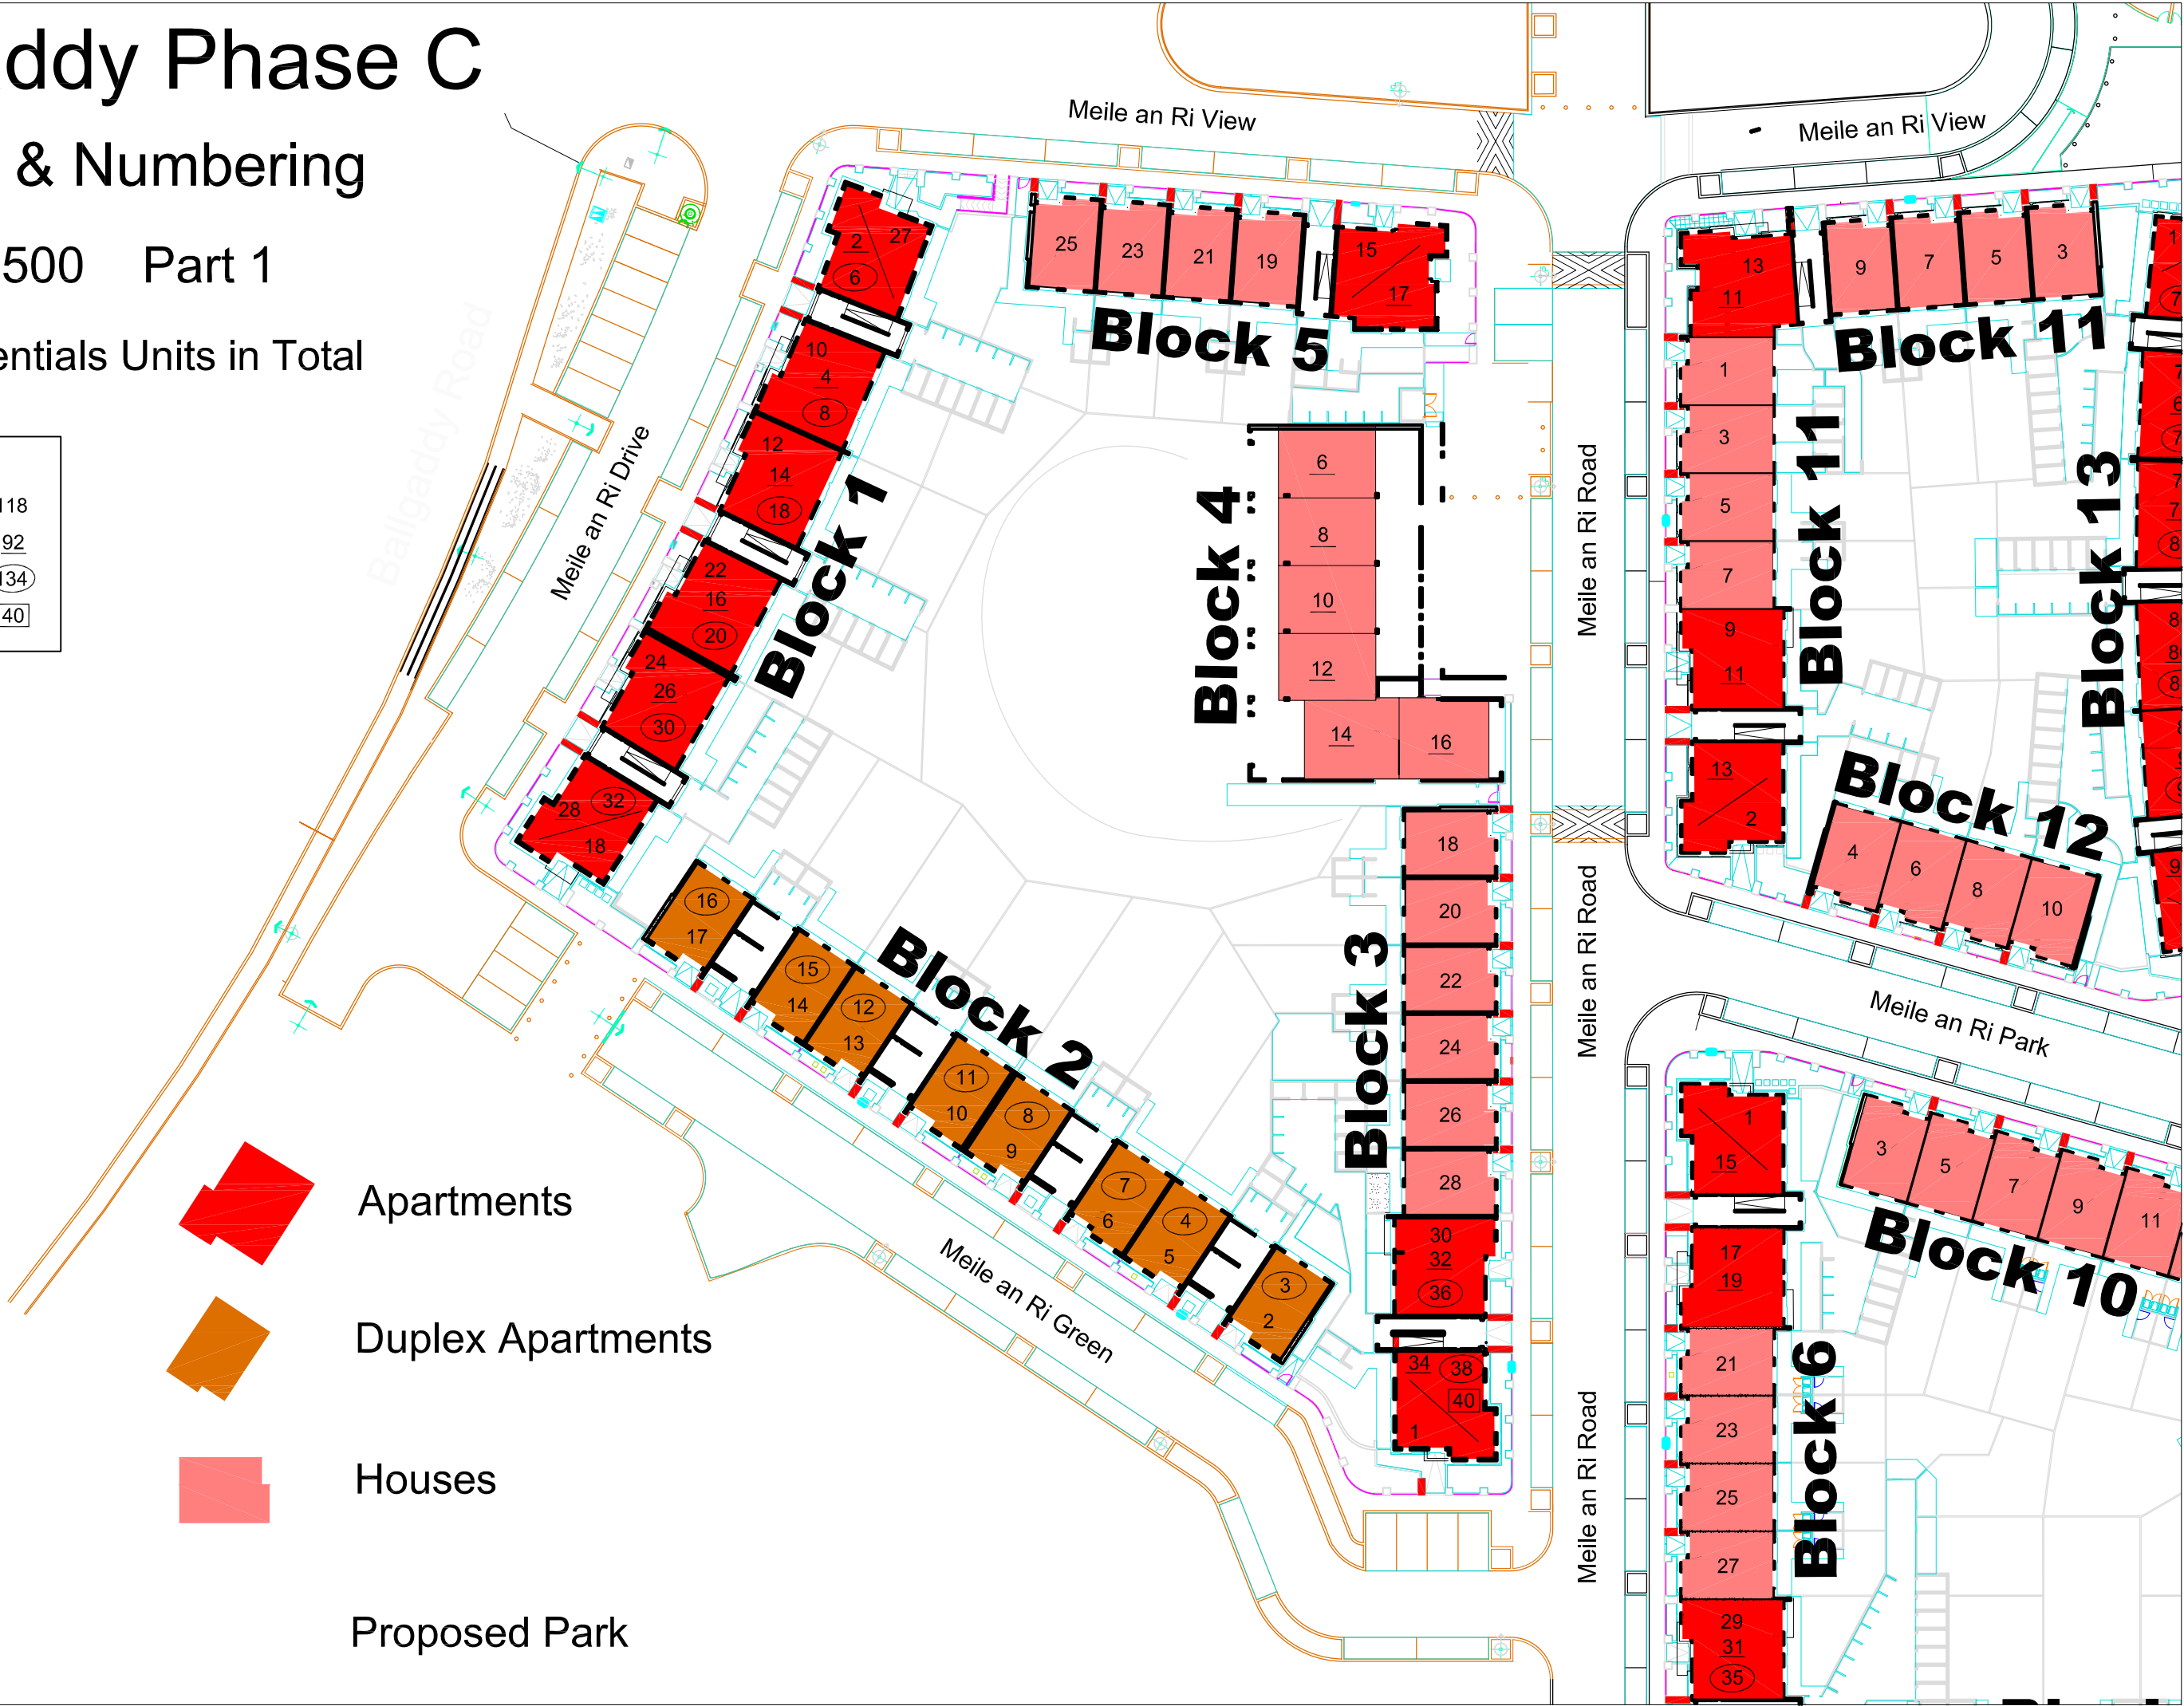 ddy Phase C
& Numbering
500 Part 1
entials Units in Total
118
92
134
40
Ballgaddy Road
Meile an Ri Drive
Meile an Ri View
Meile an Ri View
2 27
6
10
4
8
12
14
18
22
16
20
24
26
30
28 32
18
Block 1
25 23 21 19 15
17
Block 5
6
8
10
12
14 16
Block 4
Meile an Ri Road
13
11
9 7 5 3
Block 11
1
3
5
7
9
11
13
2
Block 11
Block 13
Block 12
4 6 8 10
Meile an Ri Park
16
17
15
14
12
13
11
10
8
9
7
6
4
5
3
2
Block 2
Meile an Ri Green
18
20
22
24
26
28
30
32
36
34 38
40
1
Block 3
Meile an Ri Road
1
15
17
19
21
23
25
27
29
31
35
Block 6
3 5 7 9 11
Block 10
Meile an Ri Road
Apartments
Duplex Apartments
Houses
Proposed Park